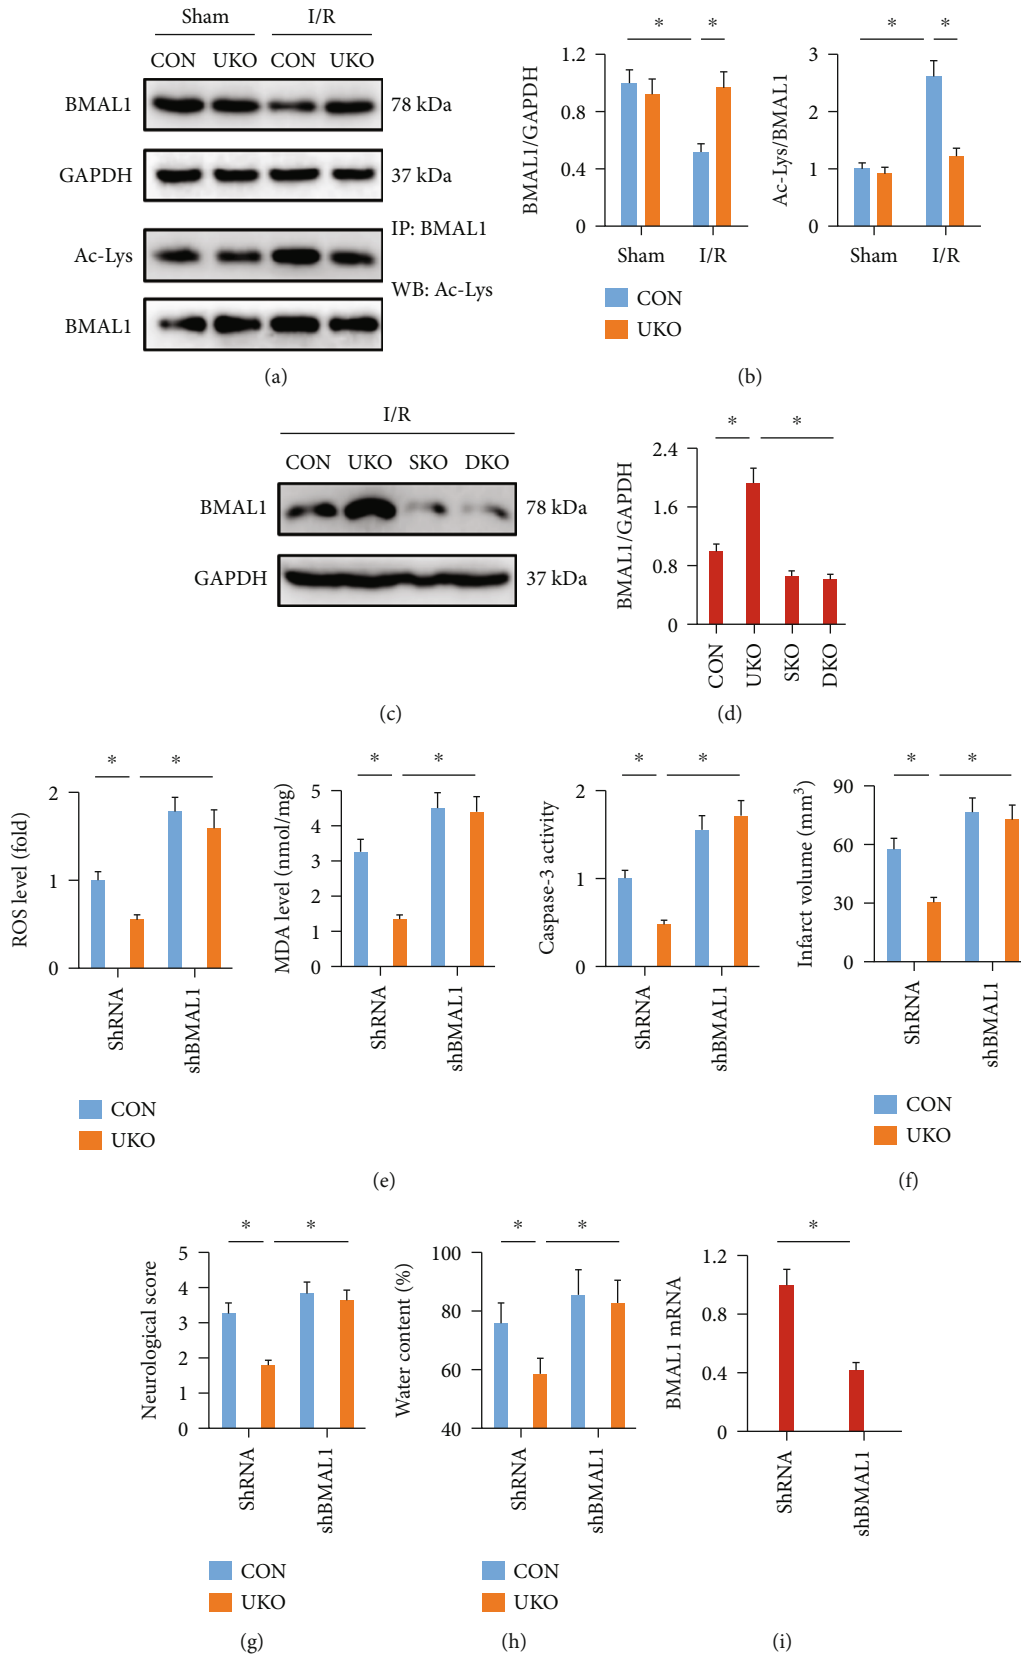 Sham I/R
CON UKO CON UKO
BMAL1 78 kDa
GAPDH 37 kDa
IP: BMAL1
Ac-Lys
WB: Ac-Lys
BMAL1
(a)
* *
BMAL1/GAPDH
1.2
0.8
0.4
0
Sham I/R
* *
Ac-Lys/BMAL1
3
2
1
0
Sham I/R
CON
UKO
(b)
I/R
CON UKO SKO DKO
BMAL1 78 kDa
GAPDH 37 kDa
(c)
* *
BMAL1/GAPDH
2.4
1.6
0.8
0
CON
UKO
SKO
DKO
(d)
* *
ROS level (fold)
2
1
0
ShRNA
shBMAL1
* *
MDA level (nmol/mg)
5
4
3
2
1
0
ShRNA
shBMAL1
* *
Caspase-3 activity
2
1
0
ShRNA
shBMAL1
CON
UKO
(e)
* *
Infarct volume (mm³)
90
60
30
0
ShRNA
shBMAL1
CON
UKO
(f)
* *
Neurological score
5
4
3
2
1
0
ShRNA
shBMAL1
CON
UKO
(g)
* *
Water content (%)
100
80
60
40
ShRNA
shBMAL1
CON
UKO
(h)
*
BMAL1 mRNA
1.2
0.8
0.4
0
ShRNA
shBMAL1
(i)